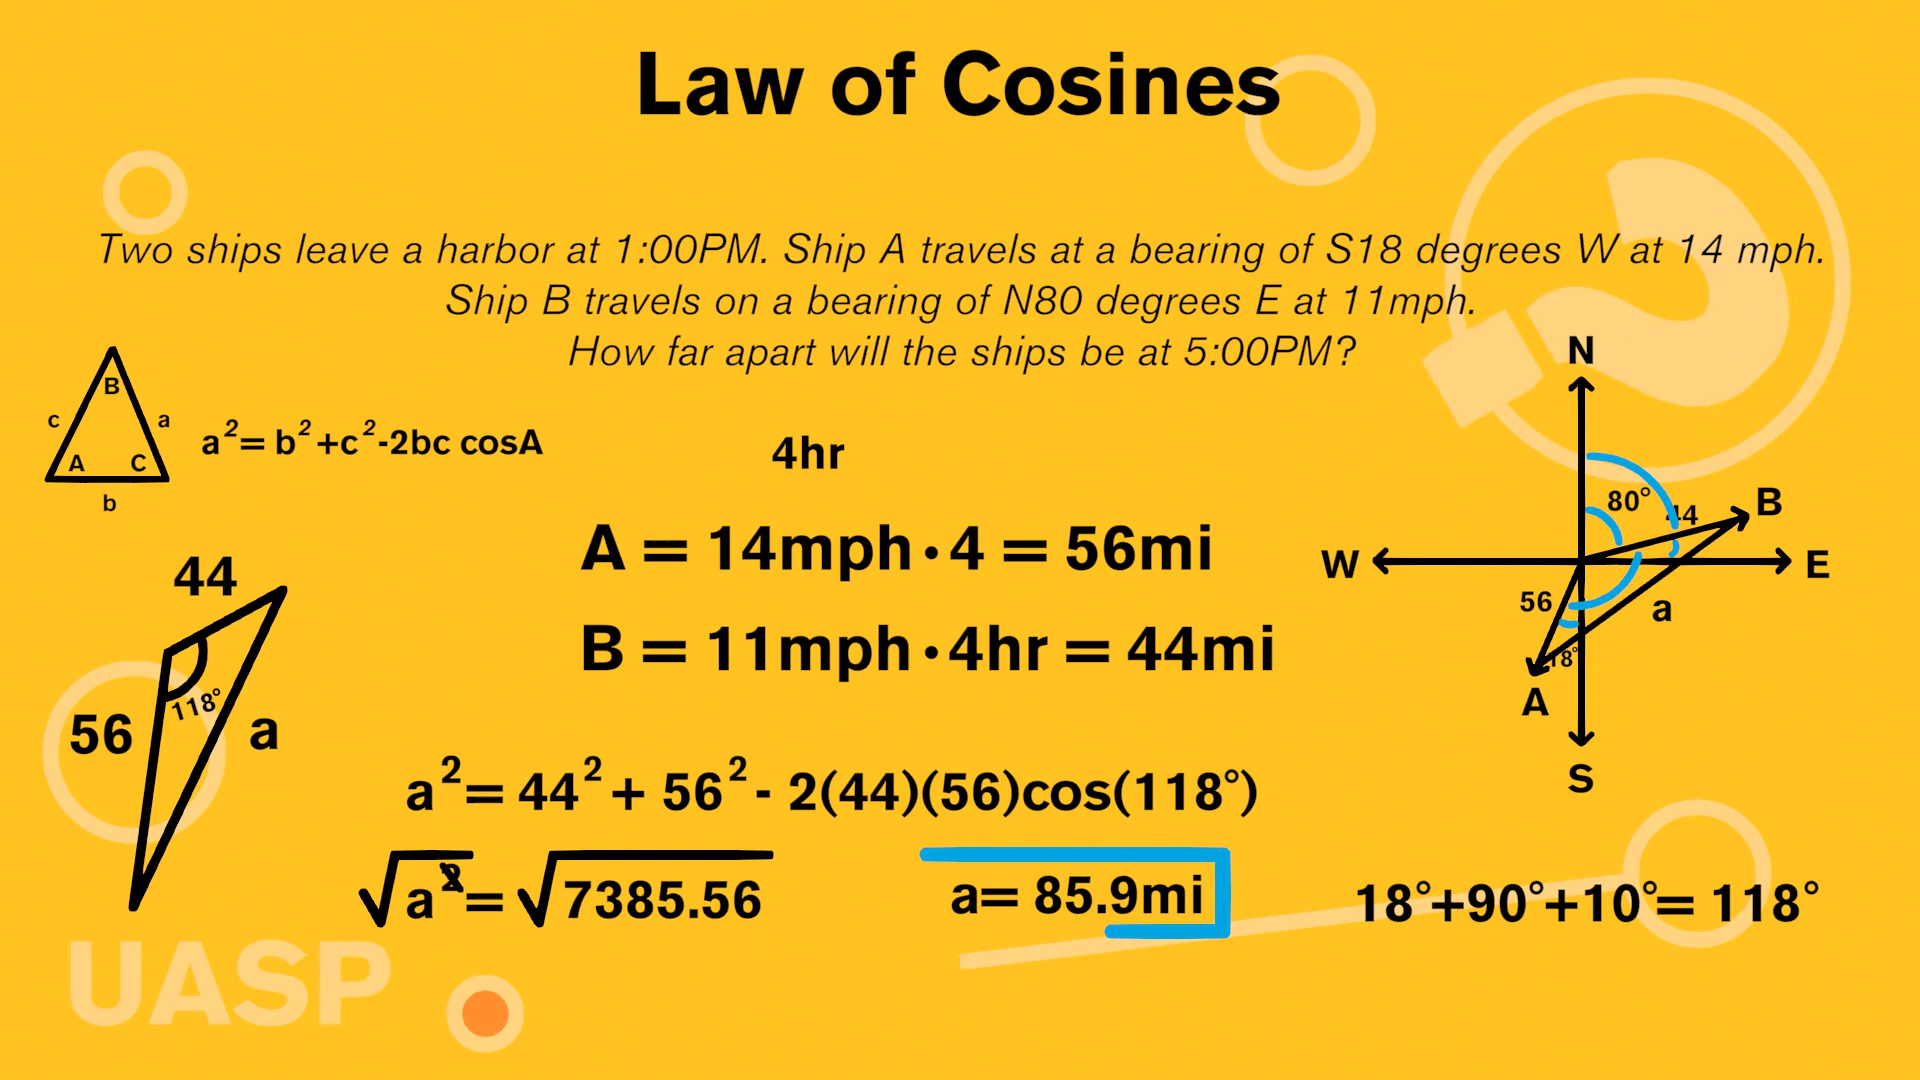 Law of Cosines
Two ships leave a harbor at 1:00PM. Ship A travels at a bearing of S18 degrees W at 14 mph.
Ship B travels on a bearing of N80 degrees E at 11mph.
How far apart will the ships be at 5:00PM?
B
c
a
A
C
b
a²= b²+c²-2bc cosA
4hr
A = 14mph·4 = 56mi
B = 11mph·4hr = 44mi
44
56
118°
a
N
80°
44
B
W
E
56
a
18°
A
S
a²= 44²+ 56²- 2(44)(56)cos(118°)
√a²= √7385.56
a= 85.9mi
18°+90°+10°= 118°
UASP